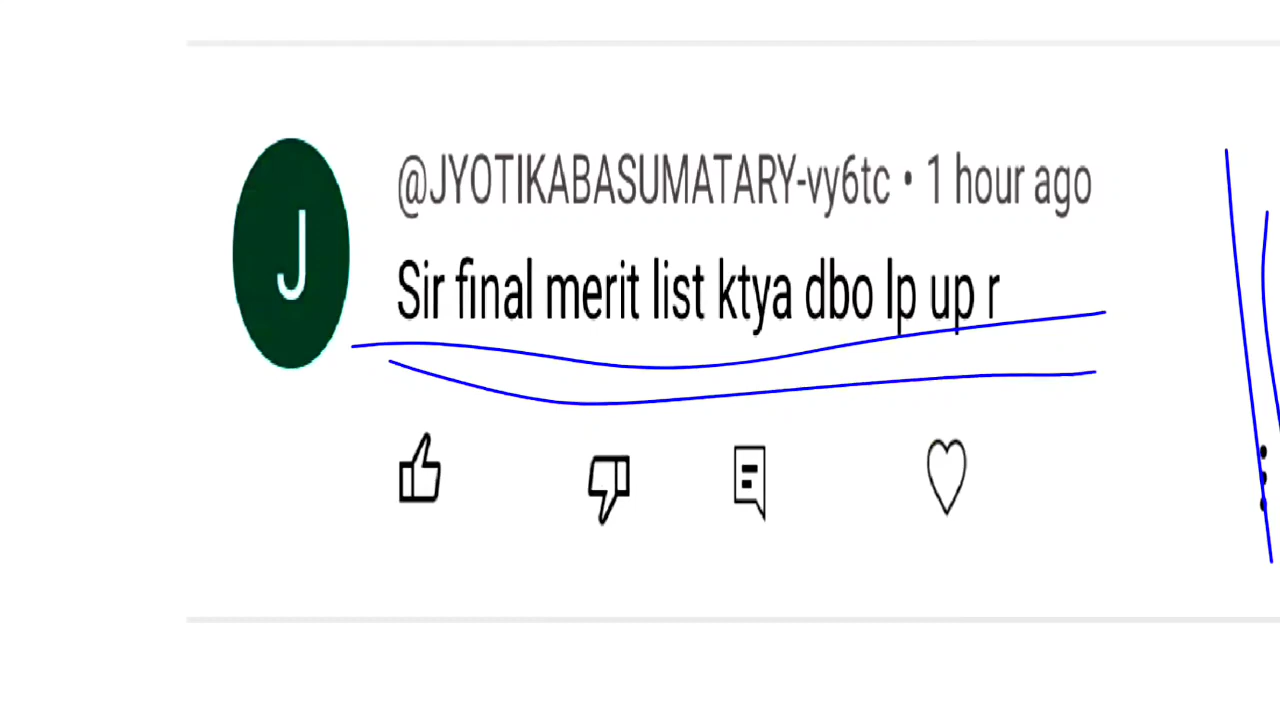 J
@JYOTIKABASUMATARY-vy6tc • 1 hour ago
Sir final merit list ktya dbo lp up r